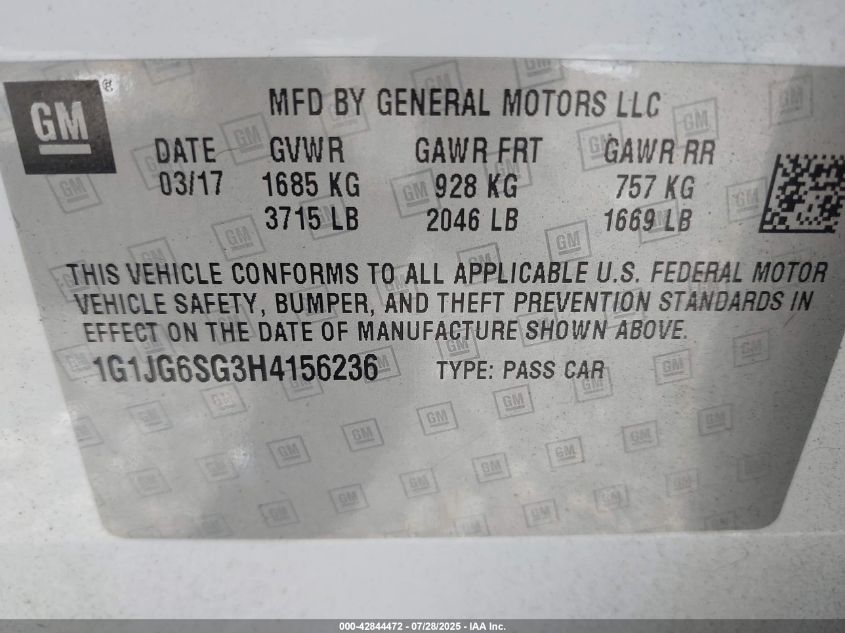 GM ®
MFD BY GENERAL MOTORS LLC
DATE GVWR GAWR FRT GAWR RR
03/17 1685 KG 928 KG 757 KG
3715 LB 2046 LB 1669 LB
THIS VEHICLE CONFORMS TO ALL APPLICABLE U.S. FEDERAL MOTOR
VEHICLE SAFETY, BUMPER, AND THEFT PREVENTION STANDARDS IN
EFFECT ON THE DATE OF MANUFACTURE SHOWN ABOVE.
1G1JG6SG3H4156236 TYPE: PASS CAR
000-42844472 - 07/28/2025 - IAA Inc.